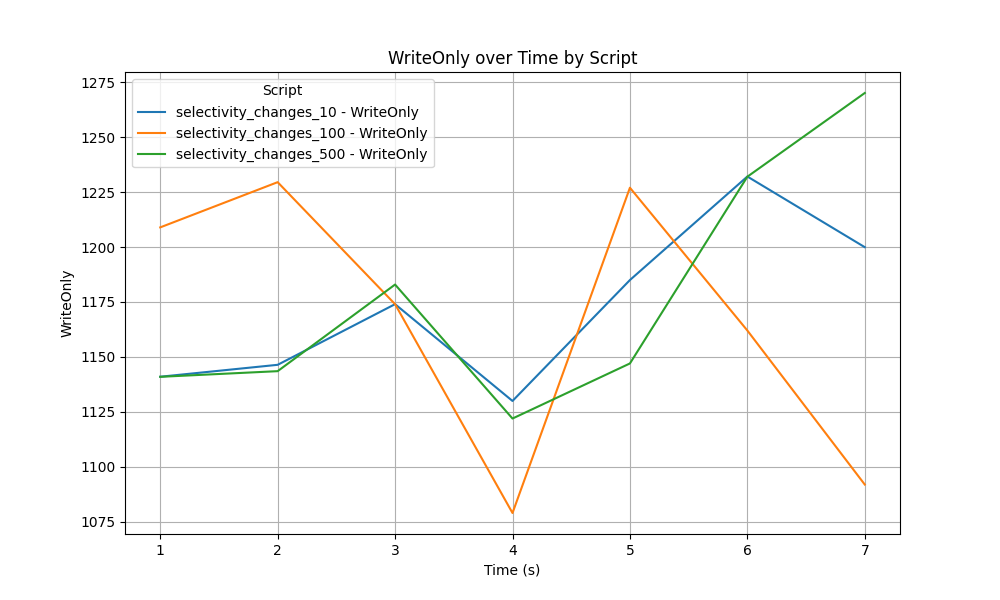 WriteOnly over Time by Script
Script
selectivity_changes_10 - WriteOnly
selectivity_changes_100 - WriteOnly
selectivity_changes_500 - WriteOnly
1275
1250
1225
1200
1175
1150
1125
1100
1075
WriteOnly
1 2 3 4 5 6 7
Time (s)